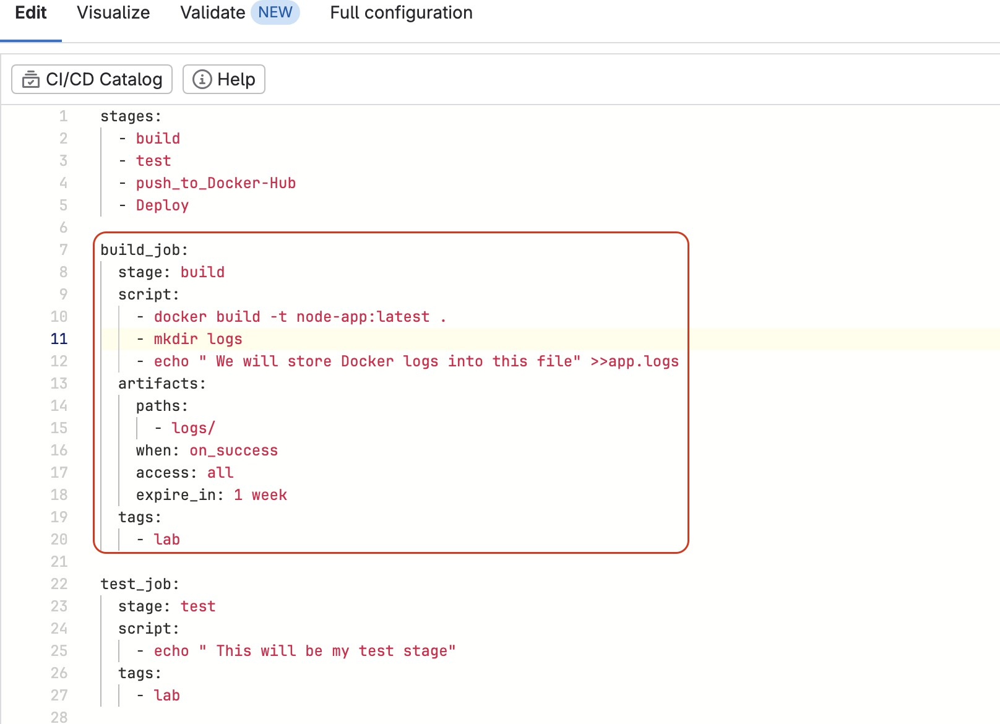 Edit Visualize Validate NEW Full configuration
CI/CD Catalog Help
1 stages:
2 - build
3 - test
4 - push_to_Docker-Hub
5 - Deploy
6
7 build_job:
8 stage: build
9 script:
10 - docker build -t node-app:latest .
11 - mkdir logs
12 - echo " We will store Docker logs into this file" >>app.logs
13 artifacts:
14 paths:
15 - logs/
16 when: on_success
17 access: all
18 expire_in: 1 week
19 tags:
20 - lab
21
22 test_job:
23 stage: test
24 script:
25 - echo " This will be my test stage"
26 tags:
27 - lab
28